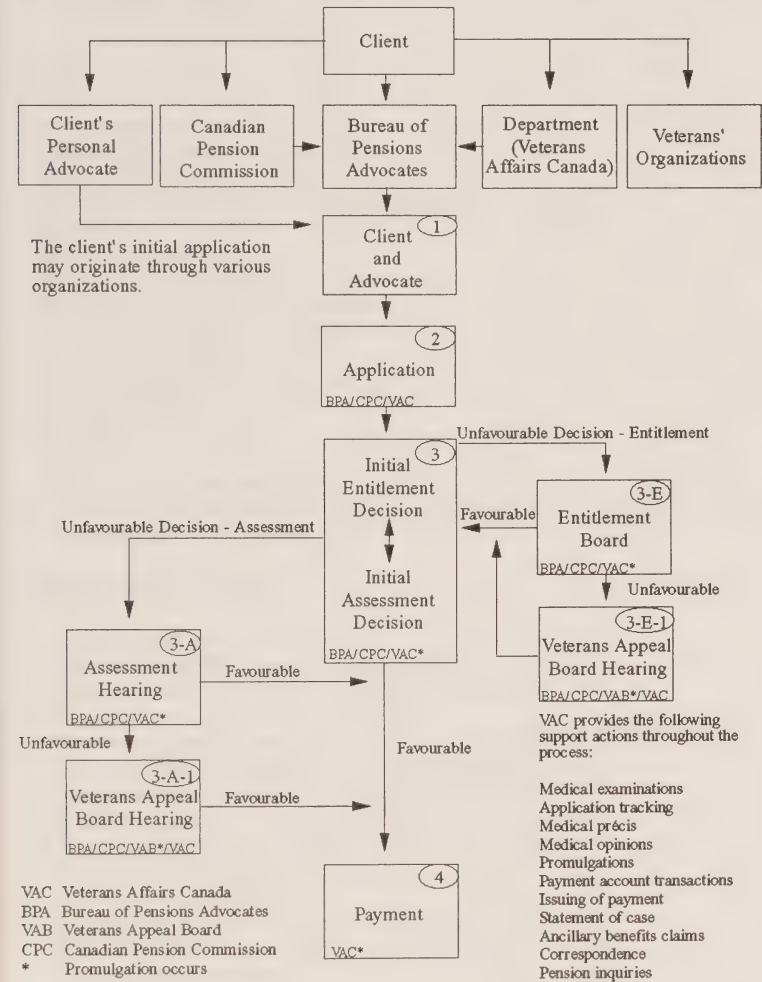 Client
Client's
Personal
Advocate
Canadian
Pension
Commission
Bureau of
Pensions
Advocates
Department
(Veterans
Affairs Canada)
Veterans'
Organizations
The client's initial application
may originate through various
organizations.
1
Client
and
Advocate
2
Application
BPA/CPC/VAC
3
Initial
Entitlement
Decision
Initial
Assessment
Decision
BPA/CPC/VAC*
Unfavourable Decision - Entitlement
3-E
Entitlement
Board
BPA/CPC/VAC*
Favourable
Unfavourable
3-E-1
Veterans Appeal
Board Hearing
BPA/CPC/VAB*/VAC
Unfavourable Decision - Assessment
3-A
Assessment
Hearing
BPA/CPC/VAC*
Favourable
Unfavourable
3-A-1
Veterans Appeal
Board Hearing
BPA/CPC/VAB*/VAC
Favourable
Favourable
4
Payment
VAC*
VAC provides the following
support actions throughout the
process:
Medical examinations
Application tracking
Medical précis
Medical opinions
Promulgations
Payment account transactions
Issuing of payment
Statement of case
Ancillary benefits claims
Correspondence
Pension inquiries
VAC Veterans Affairs Canada
BPA Bureau of Pensions Advocates
VAB Veterans Appeal Board
CPC Canadian Pension Commission
* Promulgation occurs